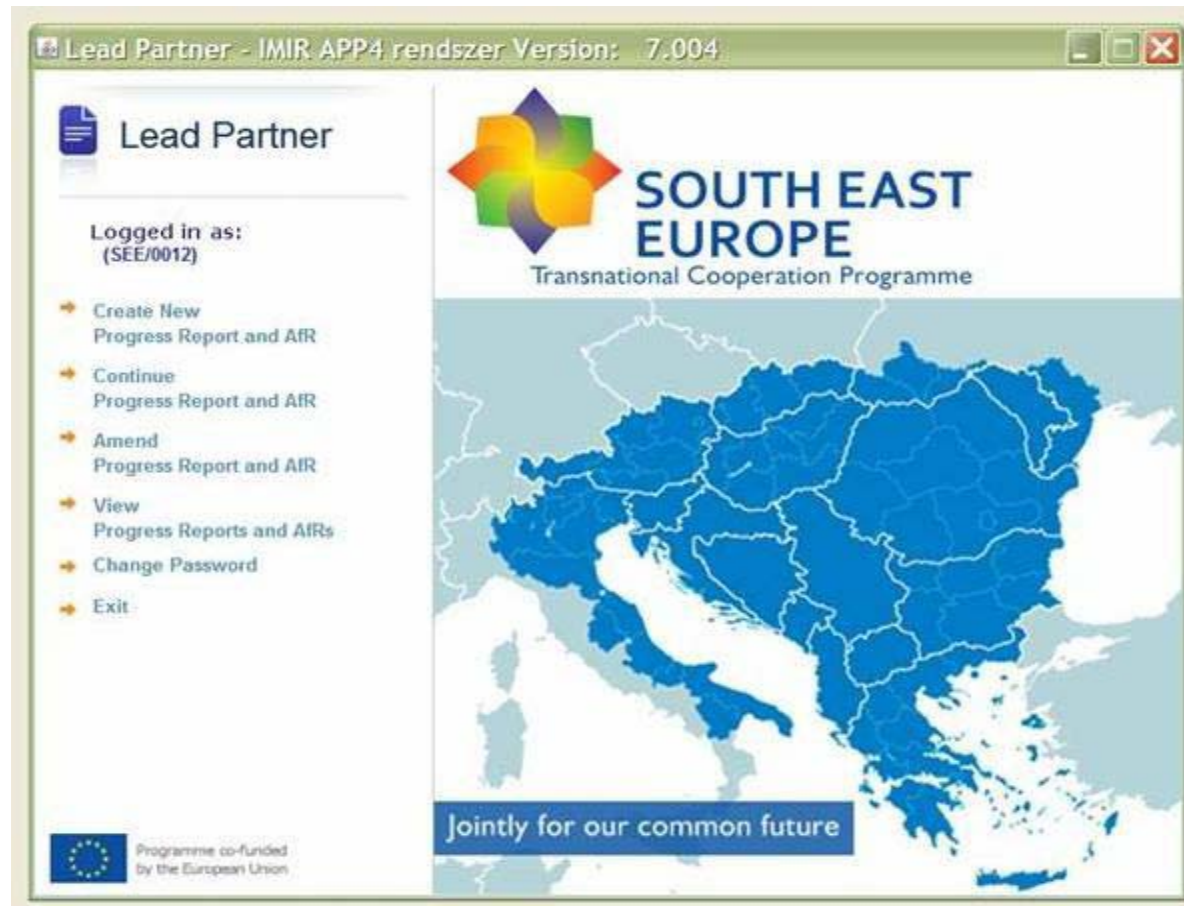 Lead Partner - IMIR APP4 rendszer Version: 7.004
Lead Partner
Logged in as:
(SEE/0012)
Create New
Progress Report and AfR
Continue
Progress Report and AfR
Amend
Progress Report and AfR
View
Progress Reports and AfRs
Change Password
Exit
Programme co-funded
by the European Union
SOUTH EAST
EUROPE
Transnational Cooperation Programme
Jointly for our common future